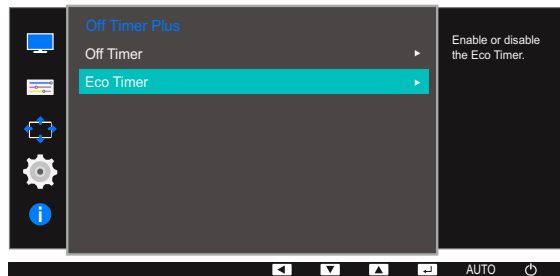 Off Timer Plus
Off Timer
Eco Timer
Enable or disable
the Eco Timer.
AUTO